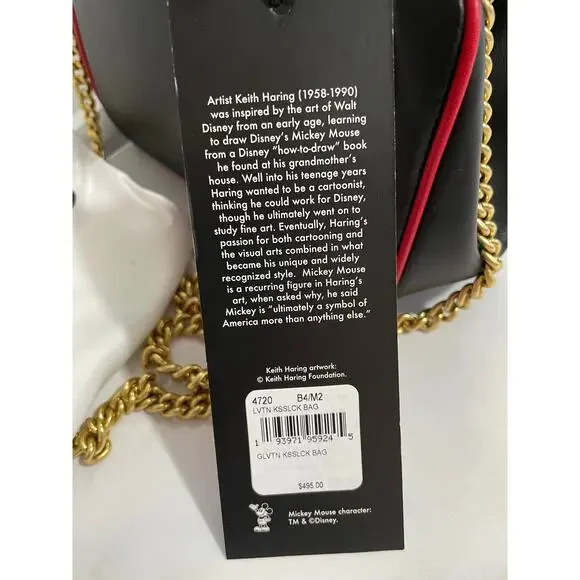 Artist Keith Haring (1958-1990)
was inspired by the art of Walt
Disney from an early age, learning
to draw Disney's Mickey Mouse
from a Disney "how-to-draw" book
he found at his grandmother's
house. Well into his teenage years
Haring wanted to be a cartoonist,
thinking he could work for Disney,
though he ultimately went on to
study fine art. Eventually, Haring's
passion for both cartooning and
the visual arts combined in what
became his unique and widely
recognized style. Mickey Mouse
is a recurring figure in Haring's
art, when asked why, he said
Mickey is "ultimately a symbol of
America more than anything else."
Keith Haring artwork:
© Keith Haring Foundation.
4720 B4/M2
LVTN KSSLCK BAG
1 93971 95924 5
GLVTN KSSLCK BAG
$495.00
Mickey Mouse character:
TM & ©Disney.